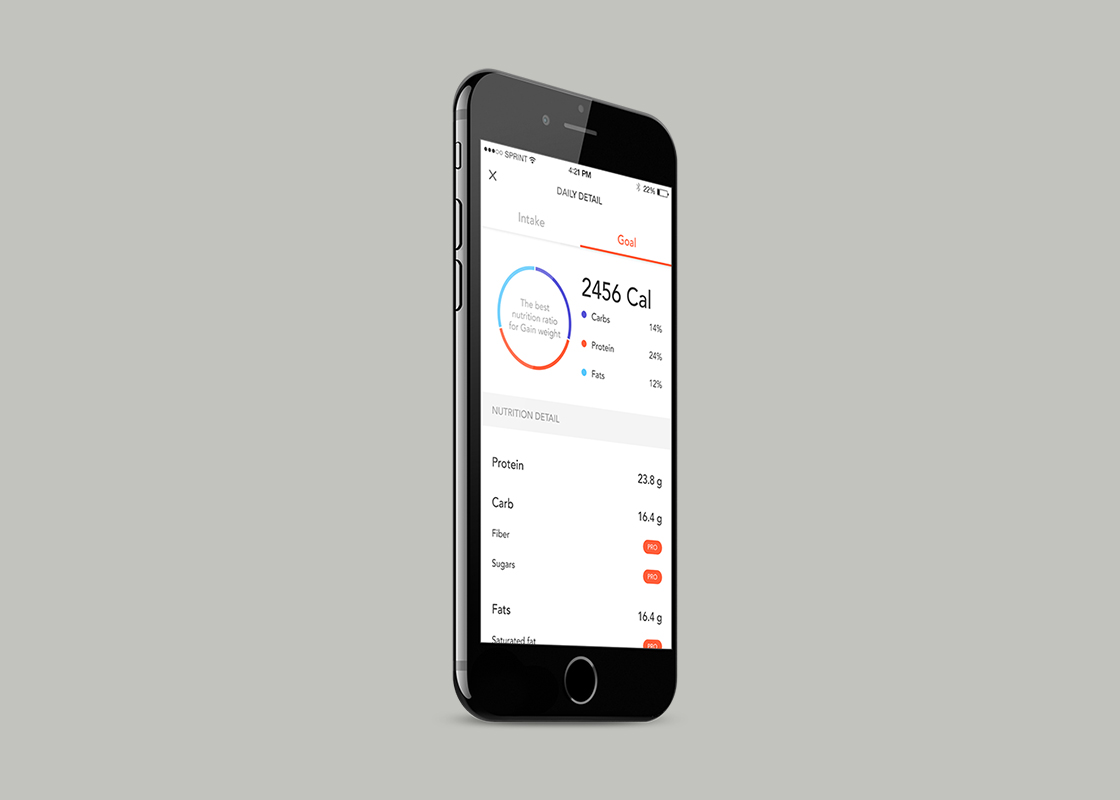 SPRINT
4:21 PM
22%
DAILY DETAIL
Intake
Goal
The best
nutrition ratio
for Gain weight
2456 Cal
Carbs 14%
Protein 24%
Fats 12%
NUTRITION DETAIL
Protein 23.8 g
Carb 16.4 g
Fiber PRO
Sugars PRO
Fats 16.4 g
Saturated fat PRO